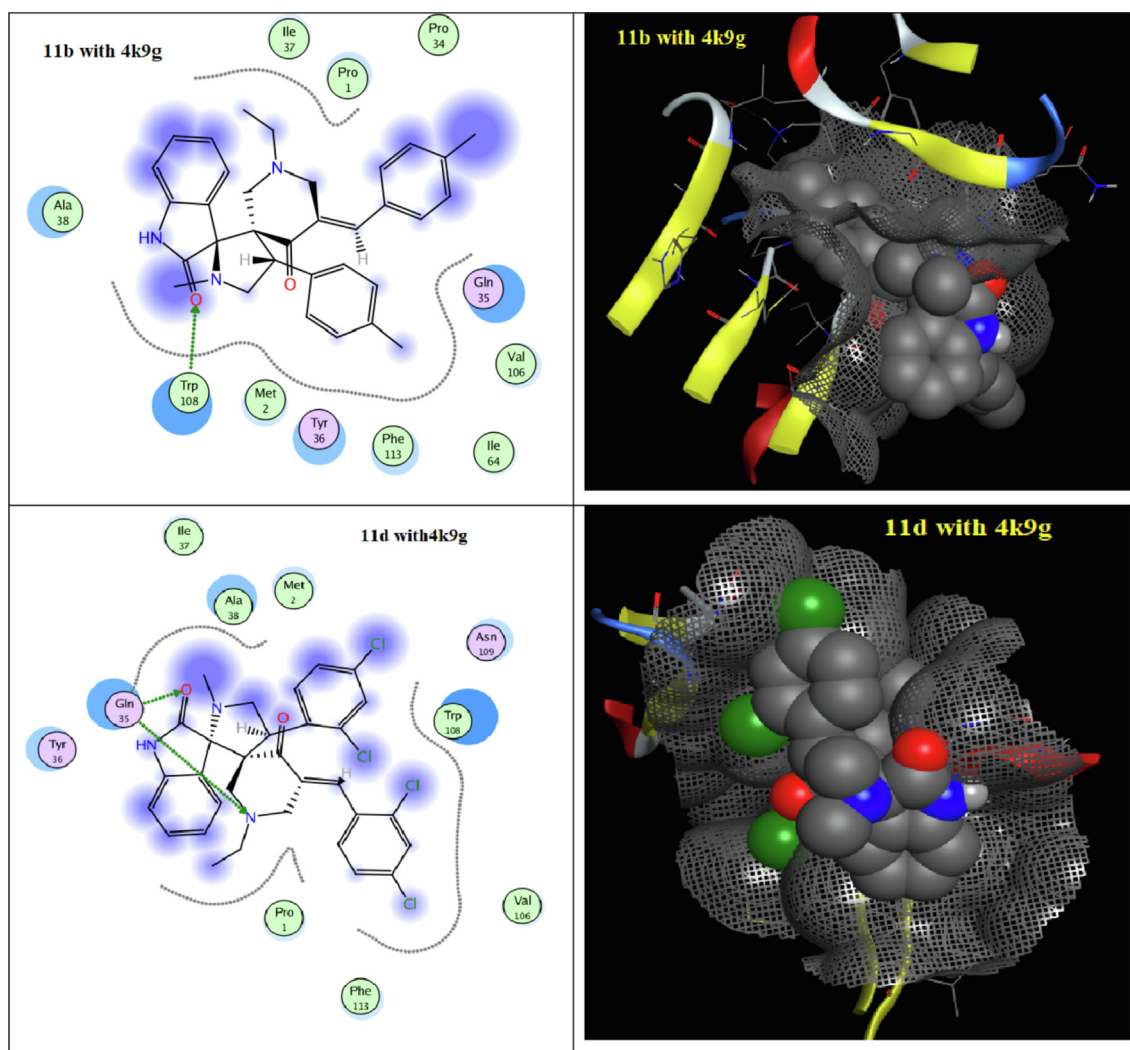 11b with 4k9g
Ile
37
Pro
34
Pro
1
N
Ala
38
HN
N
O
H
O
H
Gln
35
Val
106
Trp
108
Met
2
Tyr
36
Phe
113
Ile
64
11b with 4k9g
11d with4k9g
Ile
37
Ala
38
Met
2
Cl
Asn
109
O
Gln
35
N
O
H
Cl
Trp
108
Tyr
36
HN
H
Cl
N
Cl
Pro
1
Val
106
Phe
113
11d with 4k9g